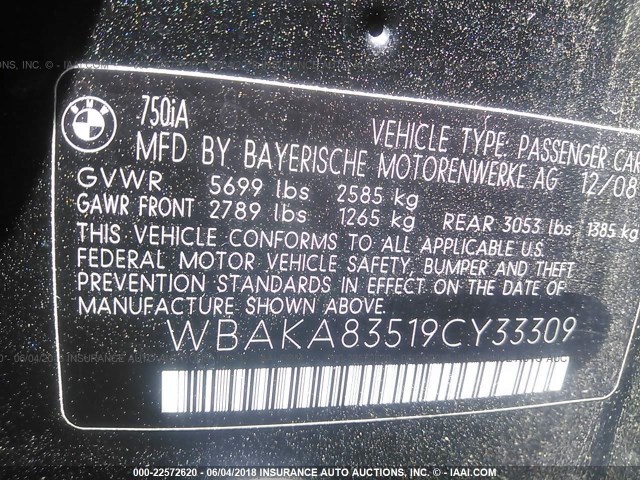 BMW
750iA
VEHICLE TYPE: PASSENGER CAR
MFD BY BAYERISCHE MOTORENWERKE AG 12/08
GVWR 5699 lbs 2585 kg
GAWR FRONT 2789 lbs 1265 kg REAR 3053 lbs 1385 kg
THIS VEHICLE CONFORMS TO ALL APPLICABLE U.S.
FEDERAL MOTOR VEHICLE SAFETY, BUMPER AND THEFT
PREVENTION STANDARDS IN EFFECT ON THE DATE OF
MANUFACTURE SHOWN ABOVE.
WBAKA83519CY33309
000-22572620 - 06/04/2018 INSURANCE AUTO AUCTIONS, INC. - © - IAAI.COM